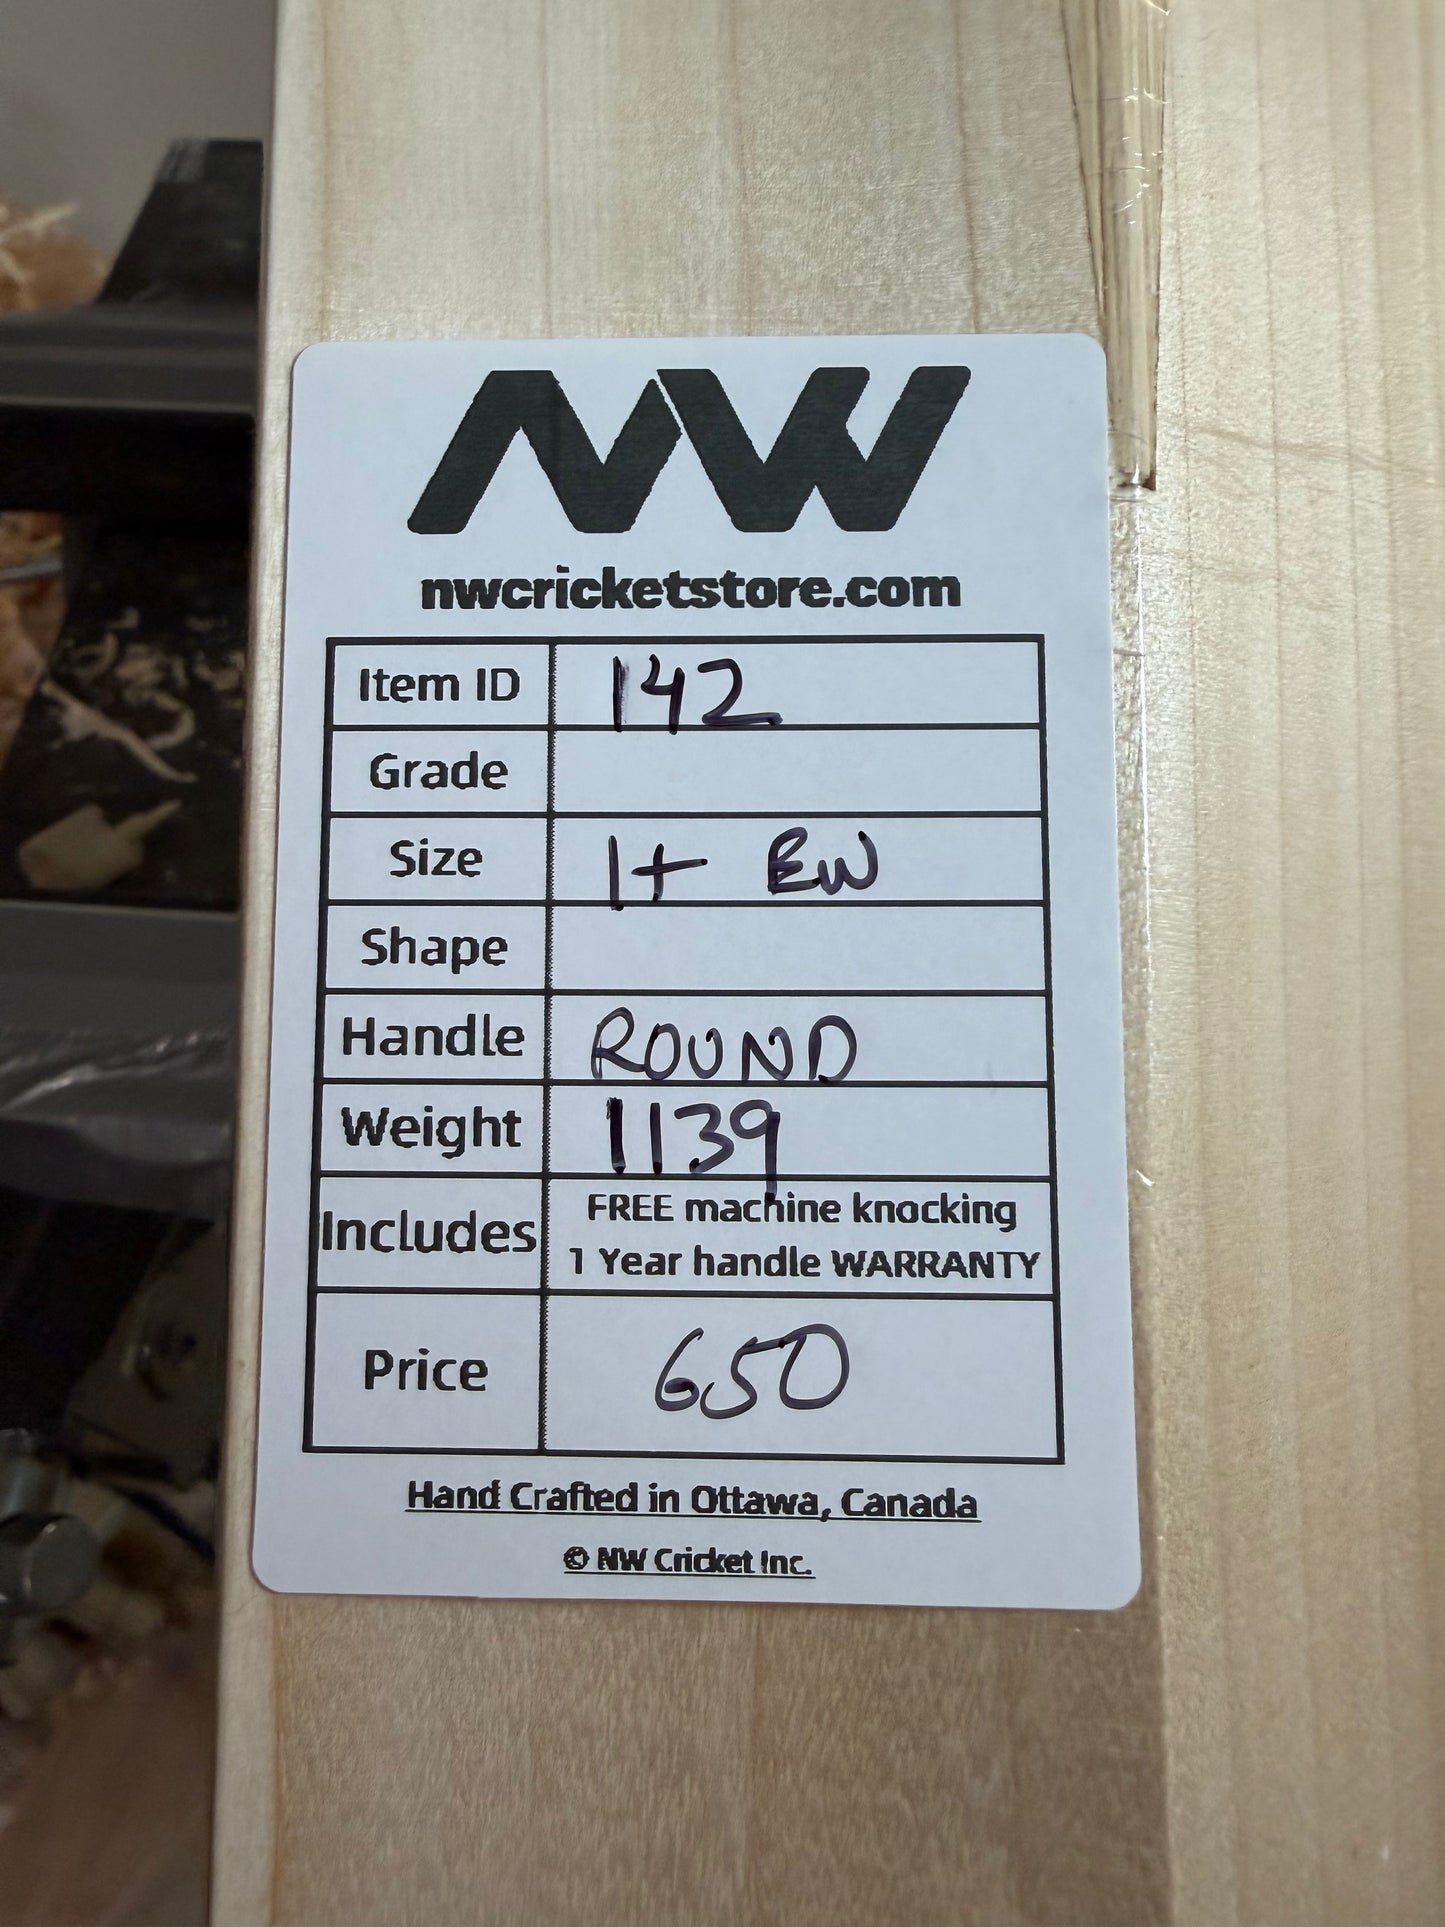 NW
nwcricketstore.com
Item ID 142
Grade
Size 1+ EW
Shape
Handle ROUND
Weight 1139
Includes FREE machine knocking
1 Year handle WARRANTY
Price 650
Hand Crafted in Ottawa, Canada
© NW Cricket Inc.